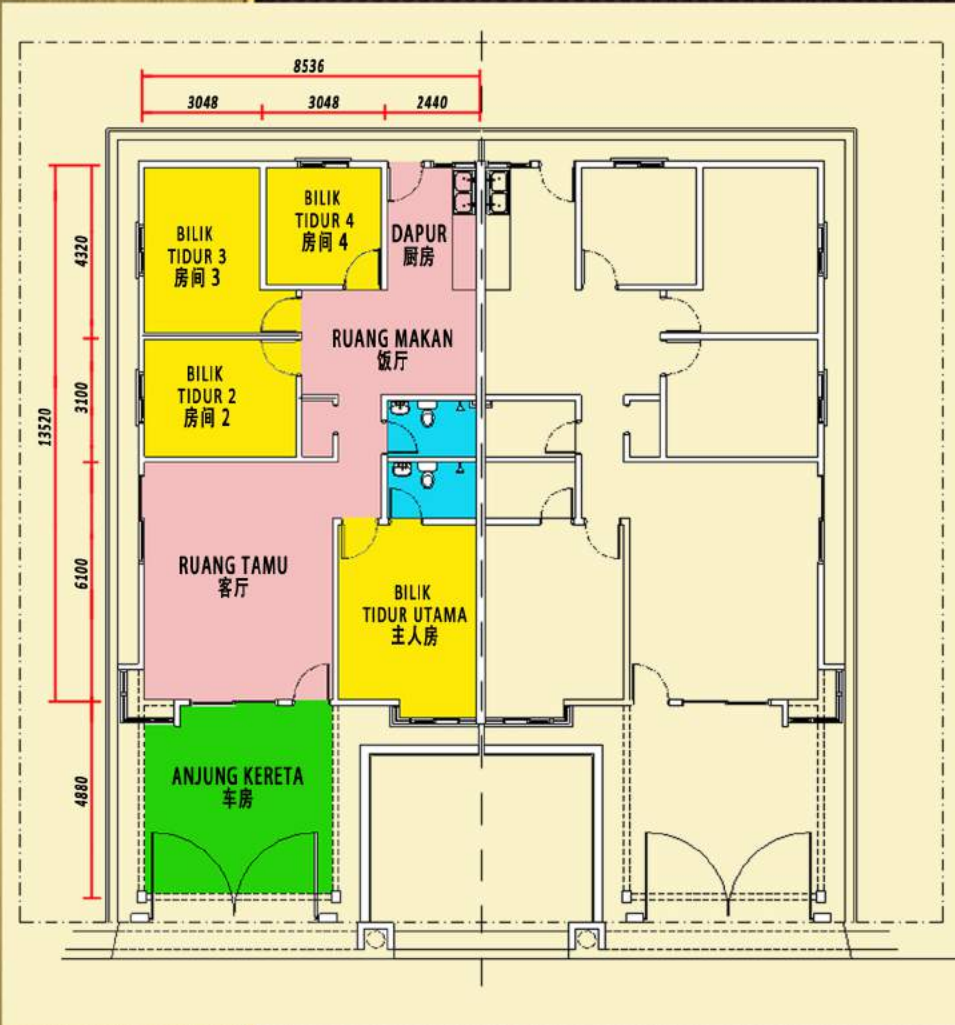 8536
3048
3048
2440
4320
3100
13520
6100
4880
BILIK
TIDUR 3
房间 3
BILIK
TIDUR 4
房间 4
DAPUR
厨房
RUANG MAKAN
饭厅
BILIK
TIDUR 2
房间 2
RUANG TAMU
客厅
BILIK
TIDUR UTAMA
主人房
ANJUNG KERETA
车房